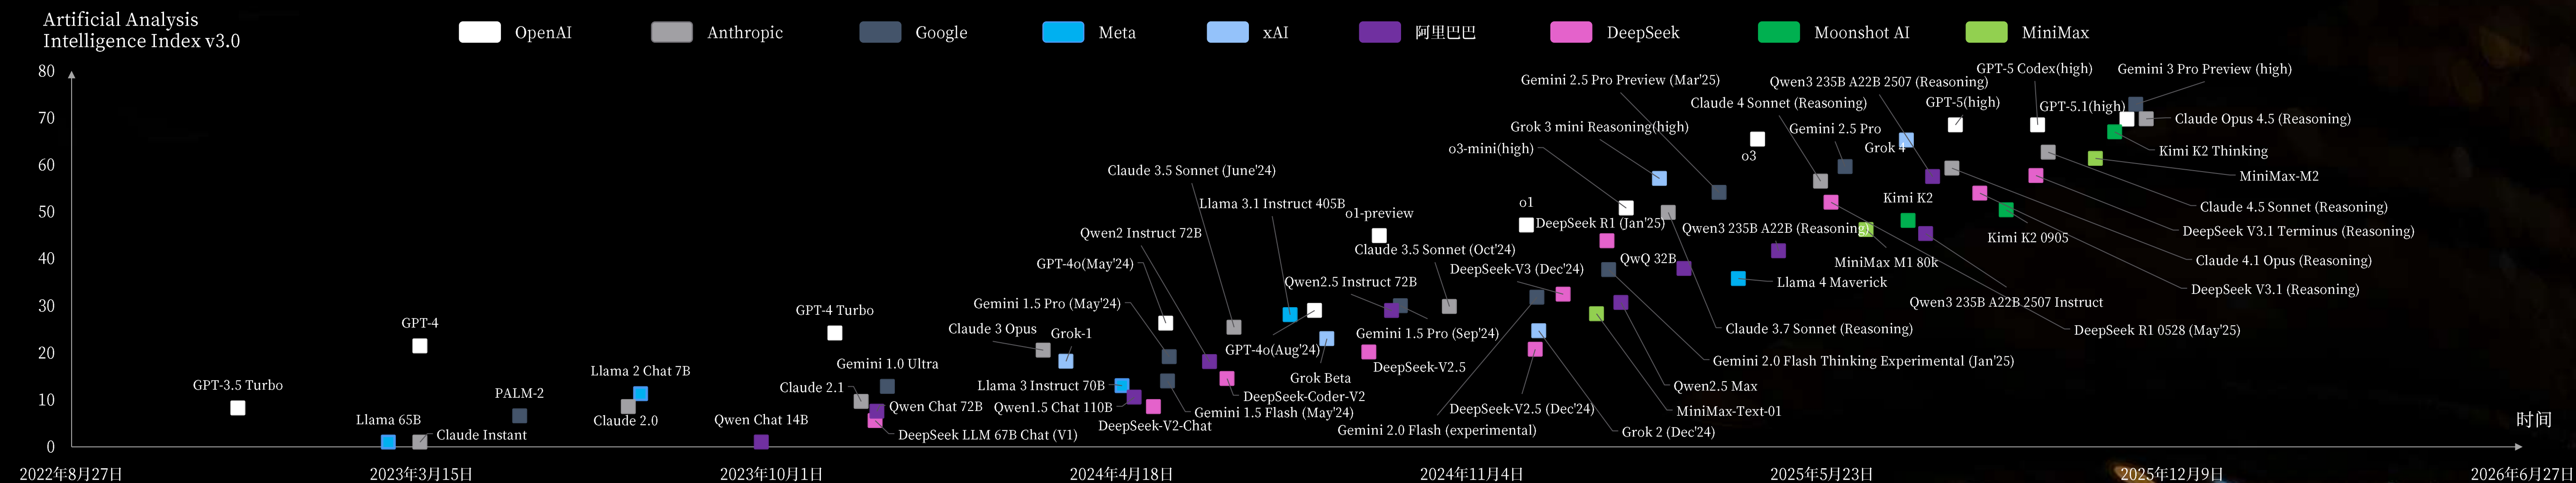 Artificial Analysis
Intelligence Index v3.0
OpenAI
Anthropic
Google
Meta
xAI
阿里巴巴
DeepSeek
Moonshot AI
MiniMax
80
70
60
50
40
30
20
10
0
GPT-3.5 Turbo
Llama 65B
GPT-4
Claude Instant
PALM-2
Llama 2 Chat 7B
Claude 2.0
Qwen Chat 14B
GPT-4 Turbo
Gemini 1.0 Ultra
Claude 2.1
Qwen Chat 72B
DeepSeek LLM 67B Chat (V1)
Claude 3.5 Sonnet (June'24)
Llama 3.1 Instruct 405B
Qwen2 Instruct 72B
GPT-4o(May'24)
Gemini 1.5 Pro (May'24)
Claude 3 Opus
Grok-1
Llama 3 Instruct 70B
Qwen1.5 Chat 110B
DeepSeek-V2-Chat
Gemini 1.5 Flash (May'24)
DeepSeek-Coder-V2
GPT-4o(Aug'24)
Grok Beta
o1-preview
Claude 3.5 Sonnet (Oct'24)
Qwen2.5 Instruct 72B
Gemini 1.5 Pro (Sep'24)
DeepSeek-V2.5
DeepSeek-V3 (Dec'24)
DeepSeek-V2.5 (Dec'24)
Gemini 2.0 Flash (experimental)
Gemini 2.5 Pro Preview (Mar'25)
Grok 3 mini Reasoning(high)
o3-mini(high)
o1
DeepSeek R1 (Jan'25)
QwQ 32B
Qwen3 235B A22B (Reasoning)
Claude 4 Sonnet (Reasoning)
Qwen3 235B A22B 2507 (Reasoning)
o3
Gemini 2.5 Pro
Grok 4
GPT-5(high)
GPT-5 Codex(high)
GPT-5.1(high)
Gemini 3 Pro Preview (high)
Claude Opus 4.5 (Reasoning)
Kimi K2 Thinking
MiniMax-M2
Claude 4.5 Sonnet (Reasoning)
DeepSeek V3.1 Terminus (Reasoning)
Claude 4.1 Opus (Reasoning)
DeepSeek V3.1 (Reasoning)
Kimi K2
Kimi K2 0905
MiniMax M1 80k
Llama 4 Maverick
Qwen3 235B A22B 2507 Instruct
DeepSeek R1 0528 (May'25)
Claude 3.7 Sonnet (Reasoning)
Gemini 2.0 Flash Thinking Experimental (Jan'25)
Qwen2.5 Max
MiniMax-Text-01
Grok 2 (Dec'24)
时间
2022年8月27日
2023年3月15日
2023年10月1日
2024年4月18日
2024年11月4日
2025年5月23日
2025年12月9日
2026年6月27日